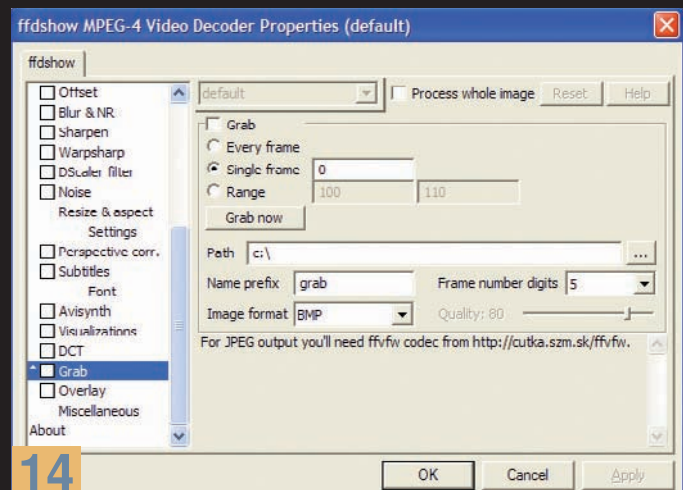 ffdshow MPEG-4 Video Decoder Properties (default)
ffdshow
Offset
Blur & NR
Sharpen
Warpsharp
DScaler filter
Noise
Resize & aspect
Settings
Perspective corr.
Subtitles
Font
Avisynth
Visualizations
DCT
Grab
Overlay
Miscellaneous
About
default
Process whole image
Reset
Help
Grab
Every frame
Single frame 0
Range 100 110
Grab now
Path c:\ ...
Name prefix grab Frame number digits 5
Image format BMP Quality: 80
For JPEG output you'll need ffvfw codec from http://cutka.szm.sk/ffvfw.
OK Cancel Apply
14